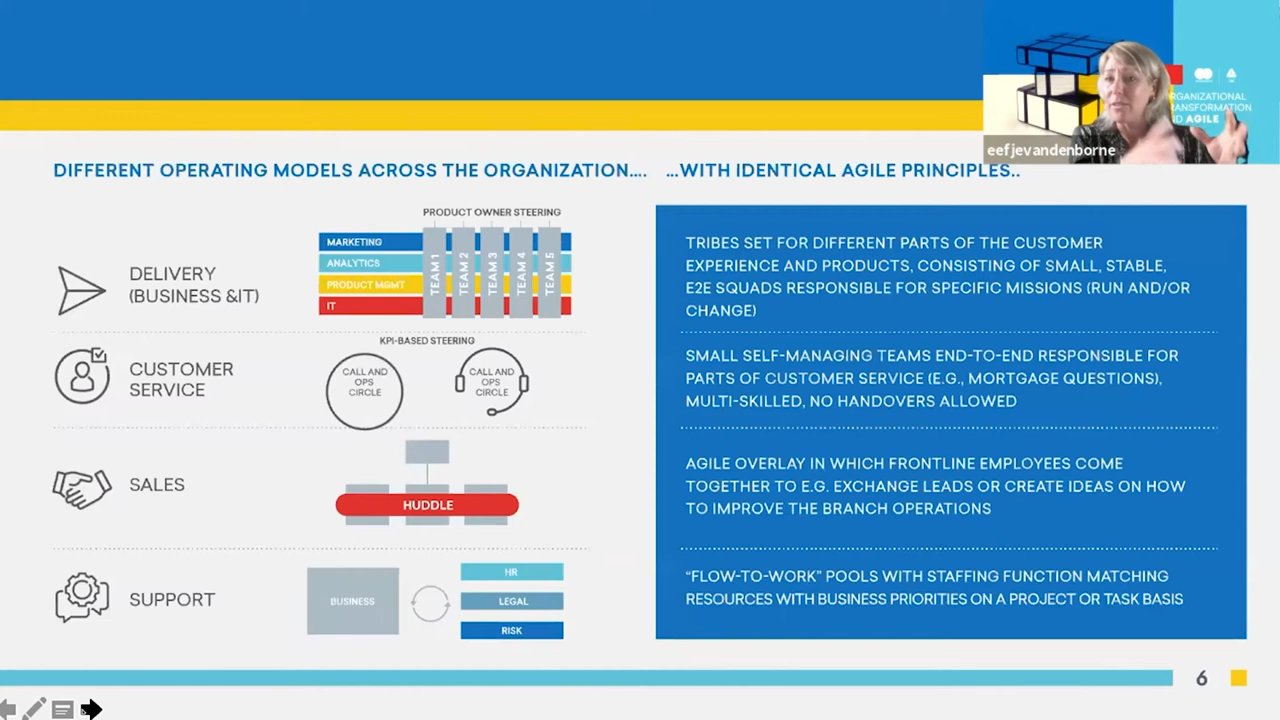 eefjevandenborne
ORGANIZATIONAL
TRANSFORMATION
AND AGILE
DIFFERENT OPERATING MODELS ACROSS THE ORGANIZATION....
...WITH IDENTICAL AGILE PRINCIPLES..
DELIVERY
(BUSINESS &IT)
PRODUCT OWNER STEERING
MARKETING
ANALYTICS
PRODUCT MGMT
IT
TEAM 1
TEAM 2
TEAM 3
TEAM 4
TEAM 5
TRIBES SET FOR DIFFERENT PARTS OF THE CUSTOMER
EXPERIENCE AND PRODUCTS, CONSISTING OF SMALL, STABLE,
E2E SQUADS RESPONSIBLE FOR SPECIFIC MISSIONS (RUN AND/OR
CHANGE)
CUSTOMER
SERVICE
KPI-BASED STEERING
CALL AND
OPS
CIRCLE
CALL AND
OPS
CIRCLE
SMALL SELF-MANAGING TEAMS END-TO-END RESPONSIBLE FOR
PARTS OF CUSTOMER SERVICE (E.G., MORTGAGE QUESTIONS),
MULTI-SKILLED, NO HANDOVERS ALLOWED
SALES
HUDDLE
AGILE OVERLAY IN WHICH FRONTLINE EMPLOYEES COME
TOGETHER TO E.G. EXCHANGE LEADS OR CREATE IDEAS ON HOW
TO IMPROVE THE BRANCH OPERATIONS
SUPPORT
BUSINESS
HR
LEGAL
RISK
“FLOW-TO-WORK” POOLS WITH STAFFING FUNCTION MATCHING
RESOURCES WITH BUSINESS PRIORITIES ON A PROJECT OR TASK BASIS
6